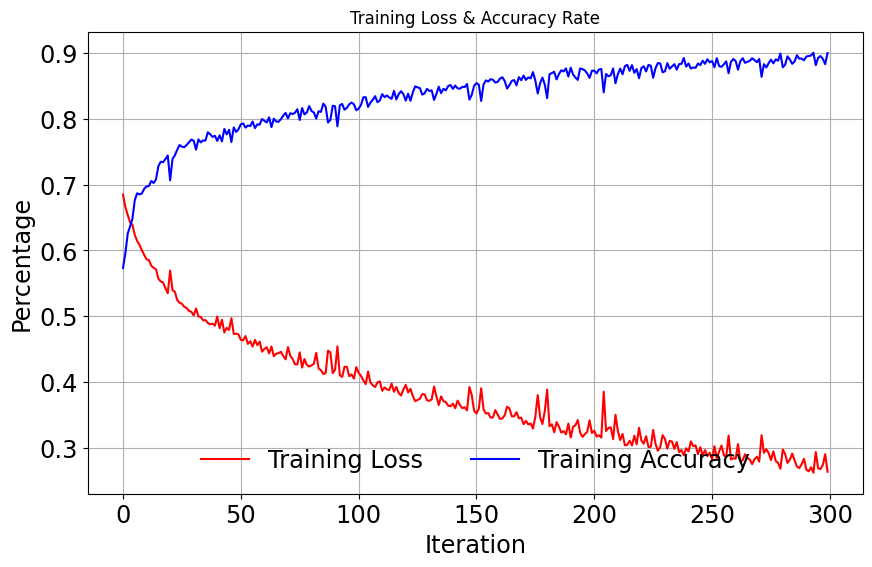 Training Loss & Accuracy Rate
0.9
0.8
0.7
0.6
0.5
0.4
0.3
Percentage
Training Loss
Training Accuracy
0 50 100 150 200 250 300
Iteration